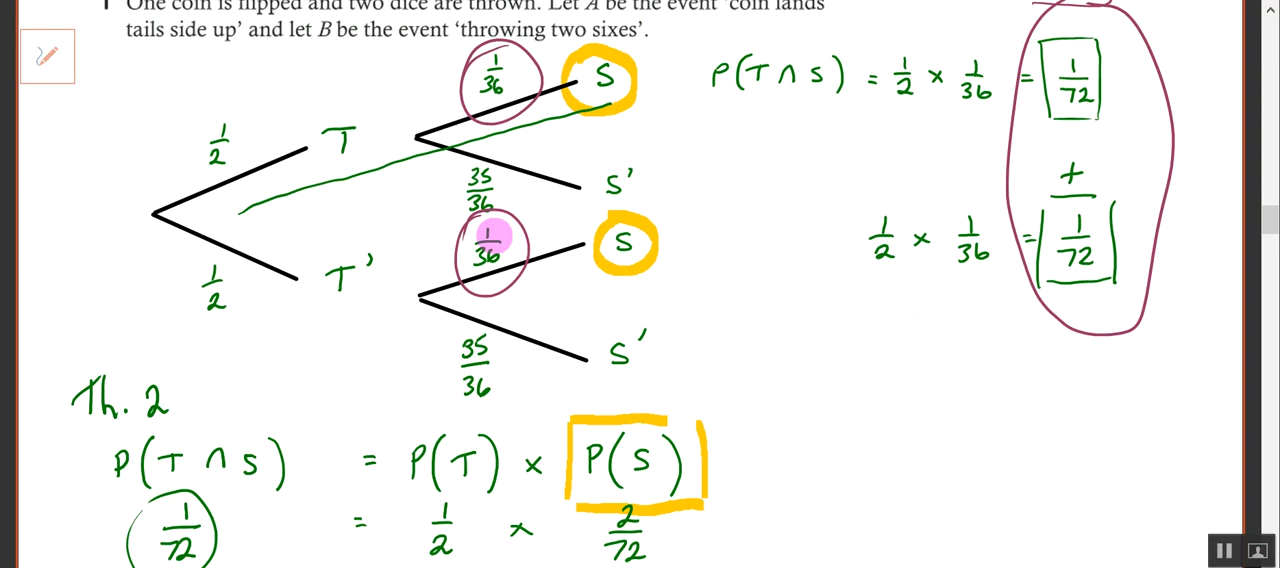 1 One coin is flipped and two dice are thrown. Let A be the event ‘coin lands
tails side up’ and let B be the event ‘throwing two sixes’.
1/36 S
P(T ∩ S) = 1/2 × 1/36 = 1/72
1/2 T
+
35/36 S'
1/36 S
1/2 × 1/36 = 1/72
1/2 T'
35/36 S'
Th. 2
P(T ∩ S) = P(T) × P(S)
1/72 = 1/2 × 2/72